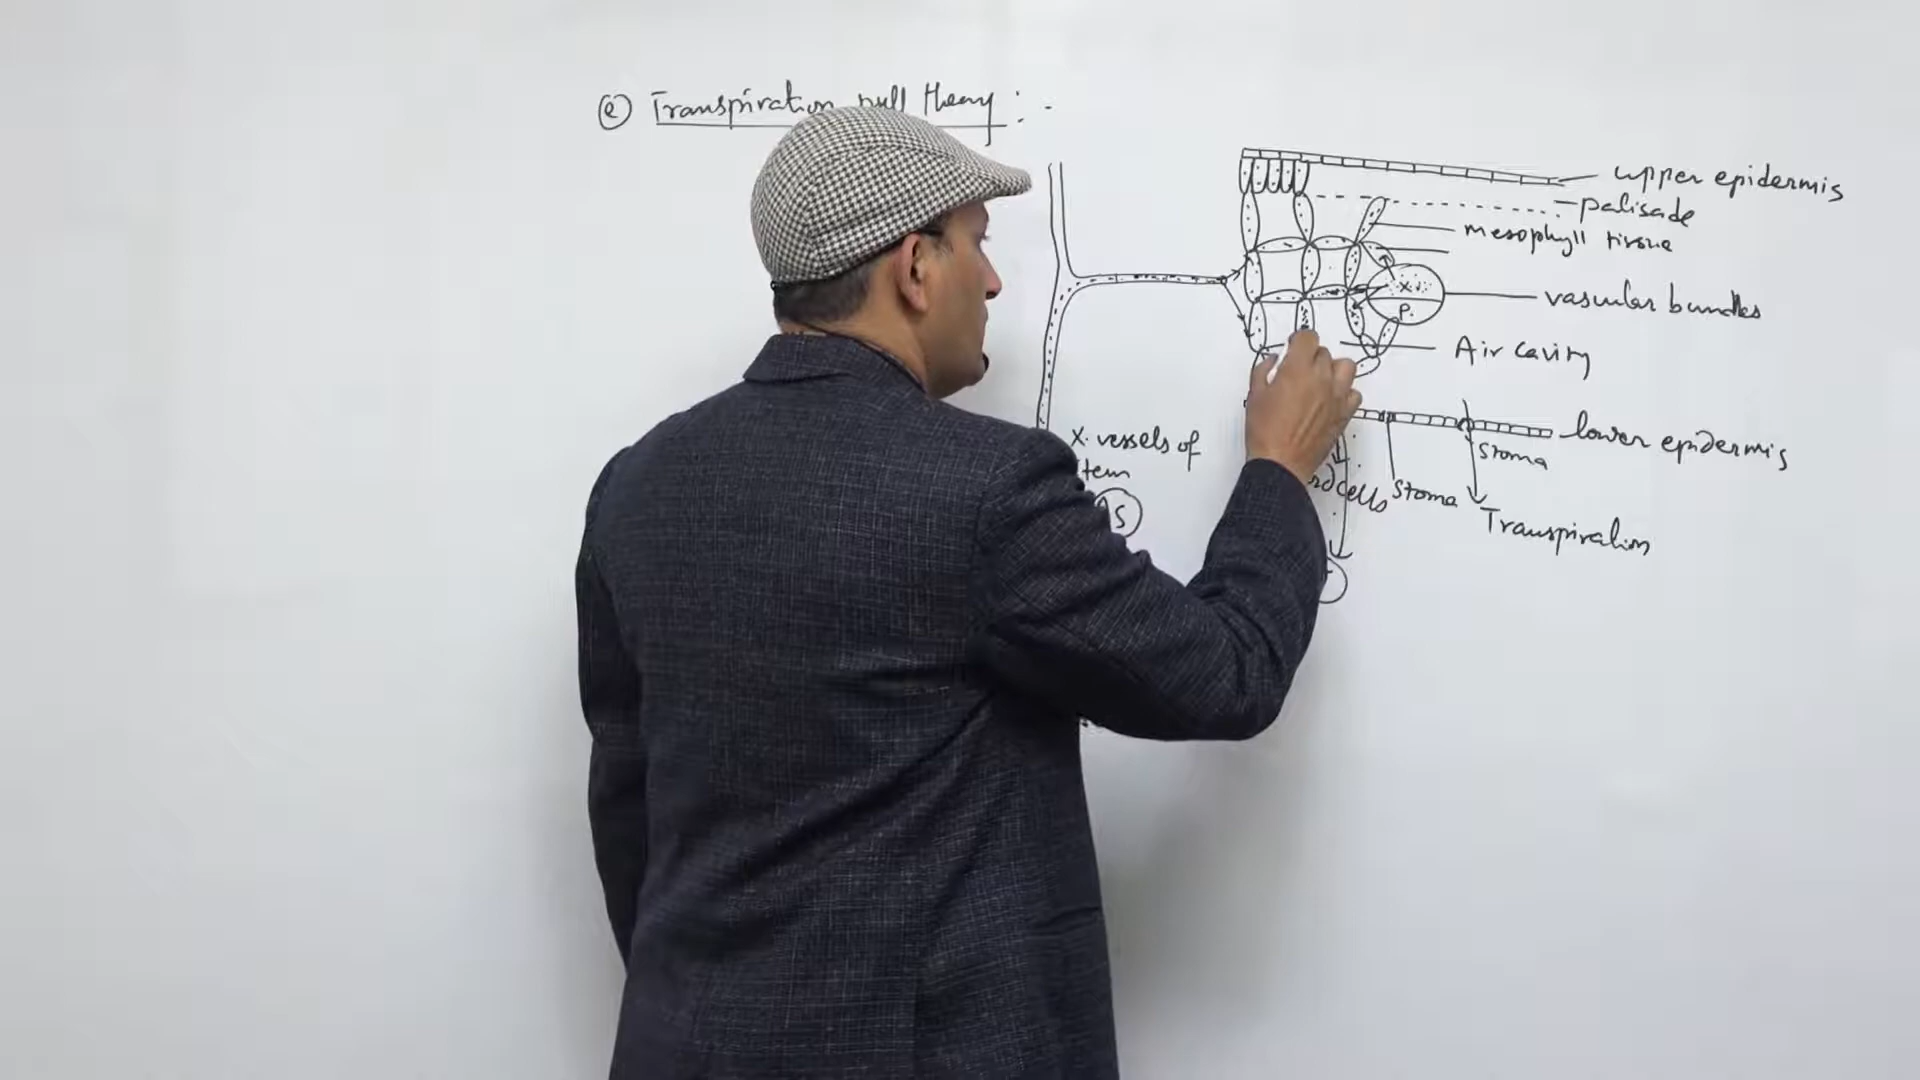 (e) Transpiration pull theory :-
upper epidermis
palisade
mesophyll tissue
X.v.
P.
vascular bundles
Air cavity
lower epidermis
X. vessels of
stem
S
cells
Stoma
Stoma
Transpiration